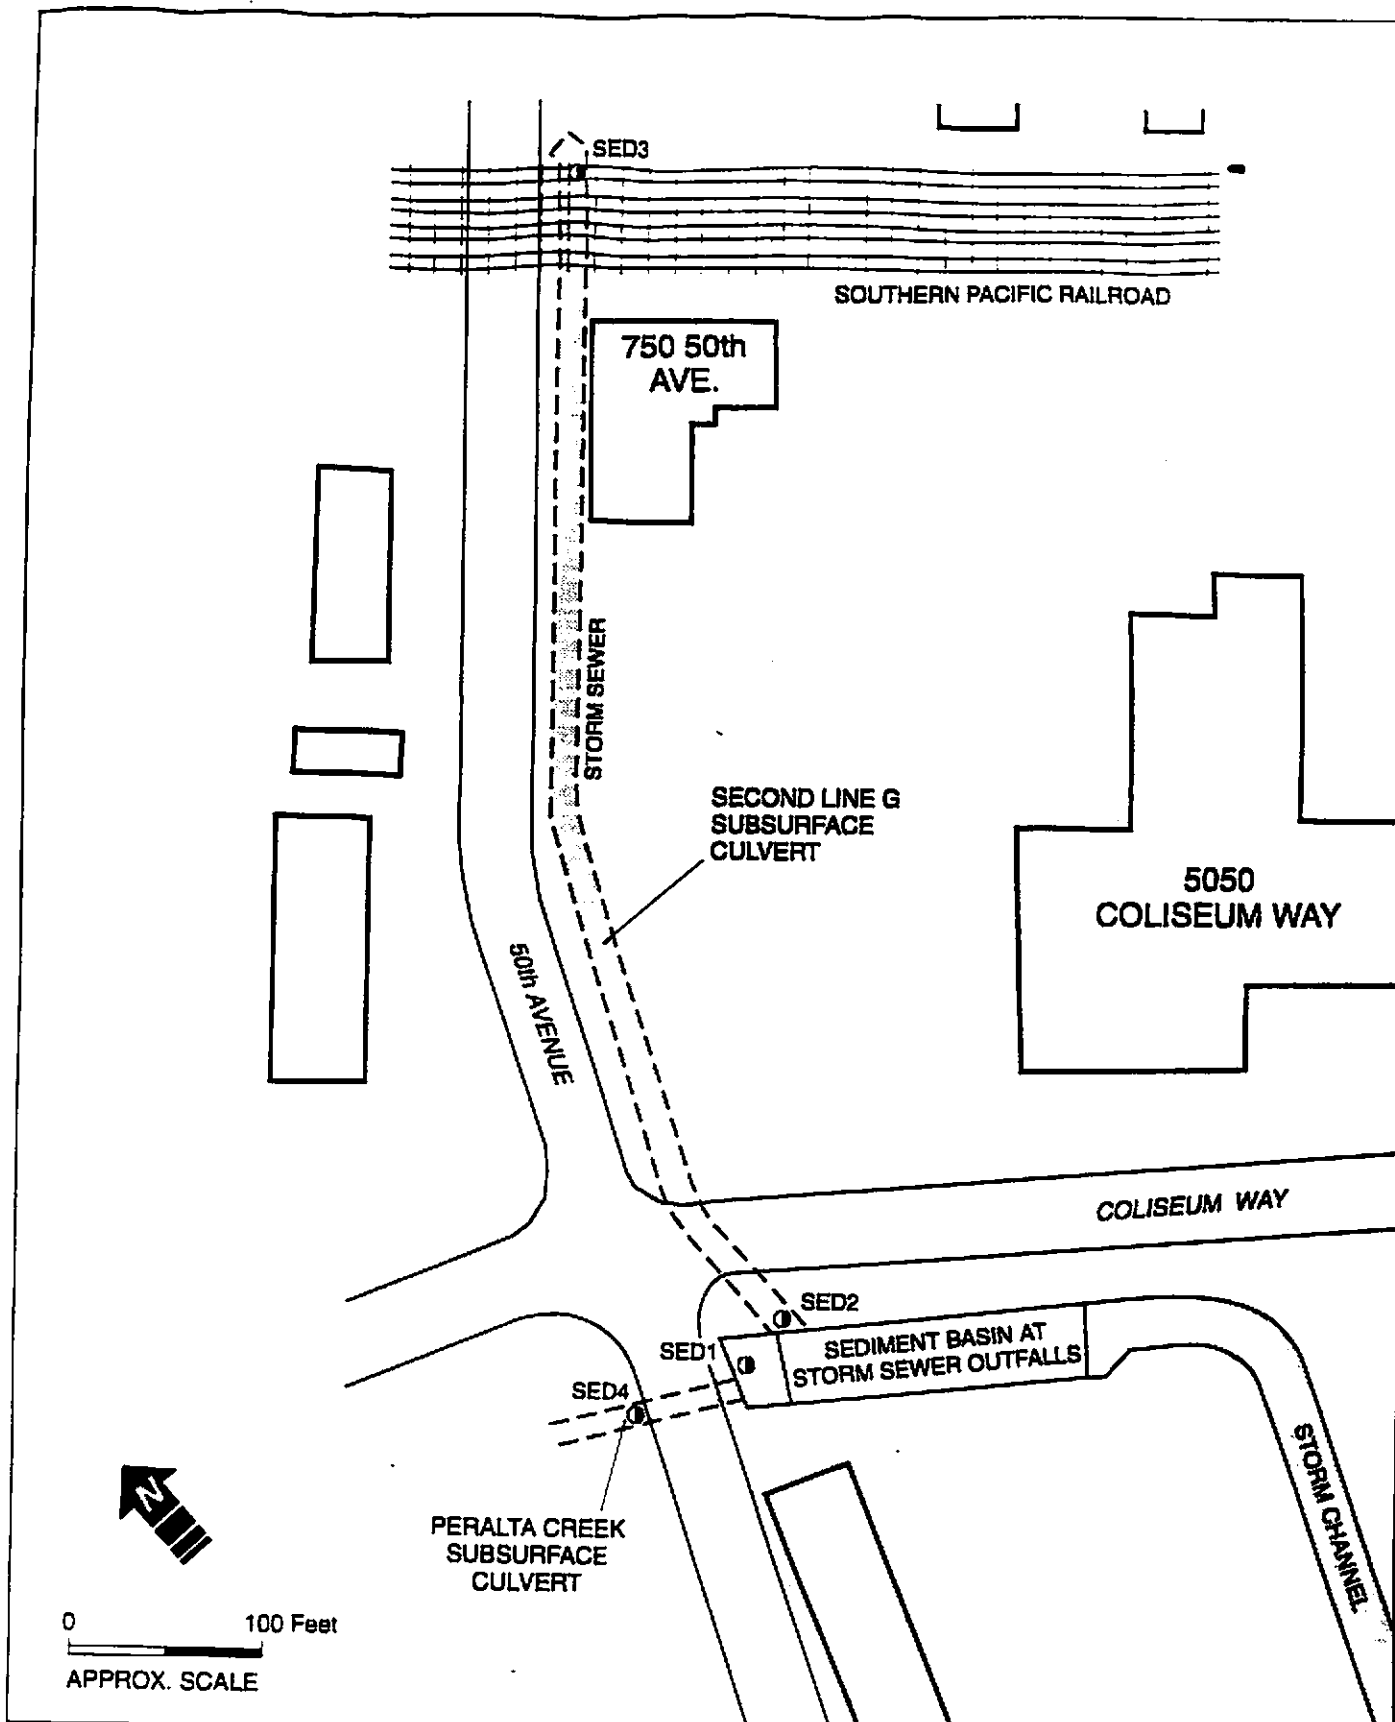 SED3
SOUTHERN PACIFIC RAILROAD
750 50th
AVE.
STORM SEWER
SECOND LINE G
SUBSURFACE
CULVERT
5050
COLISEUM WAY
50th AVENUE
COLISEUM WAY
SED2
SED1
SEDIMENT BASIN AT
STORM SEWER OUTFALLS
SED4
STORM CHANNEL
N
PERALTA CREEK
SUBSURFACE
CULVERT
0 100 Feet
APPROX. SCALE